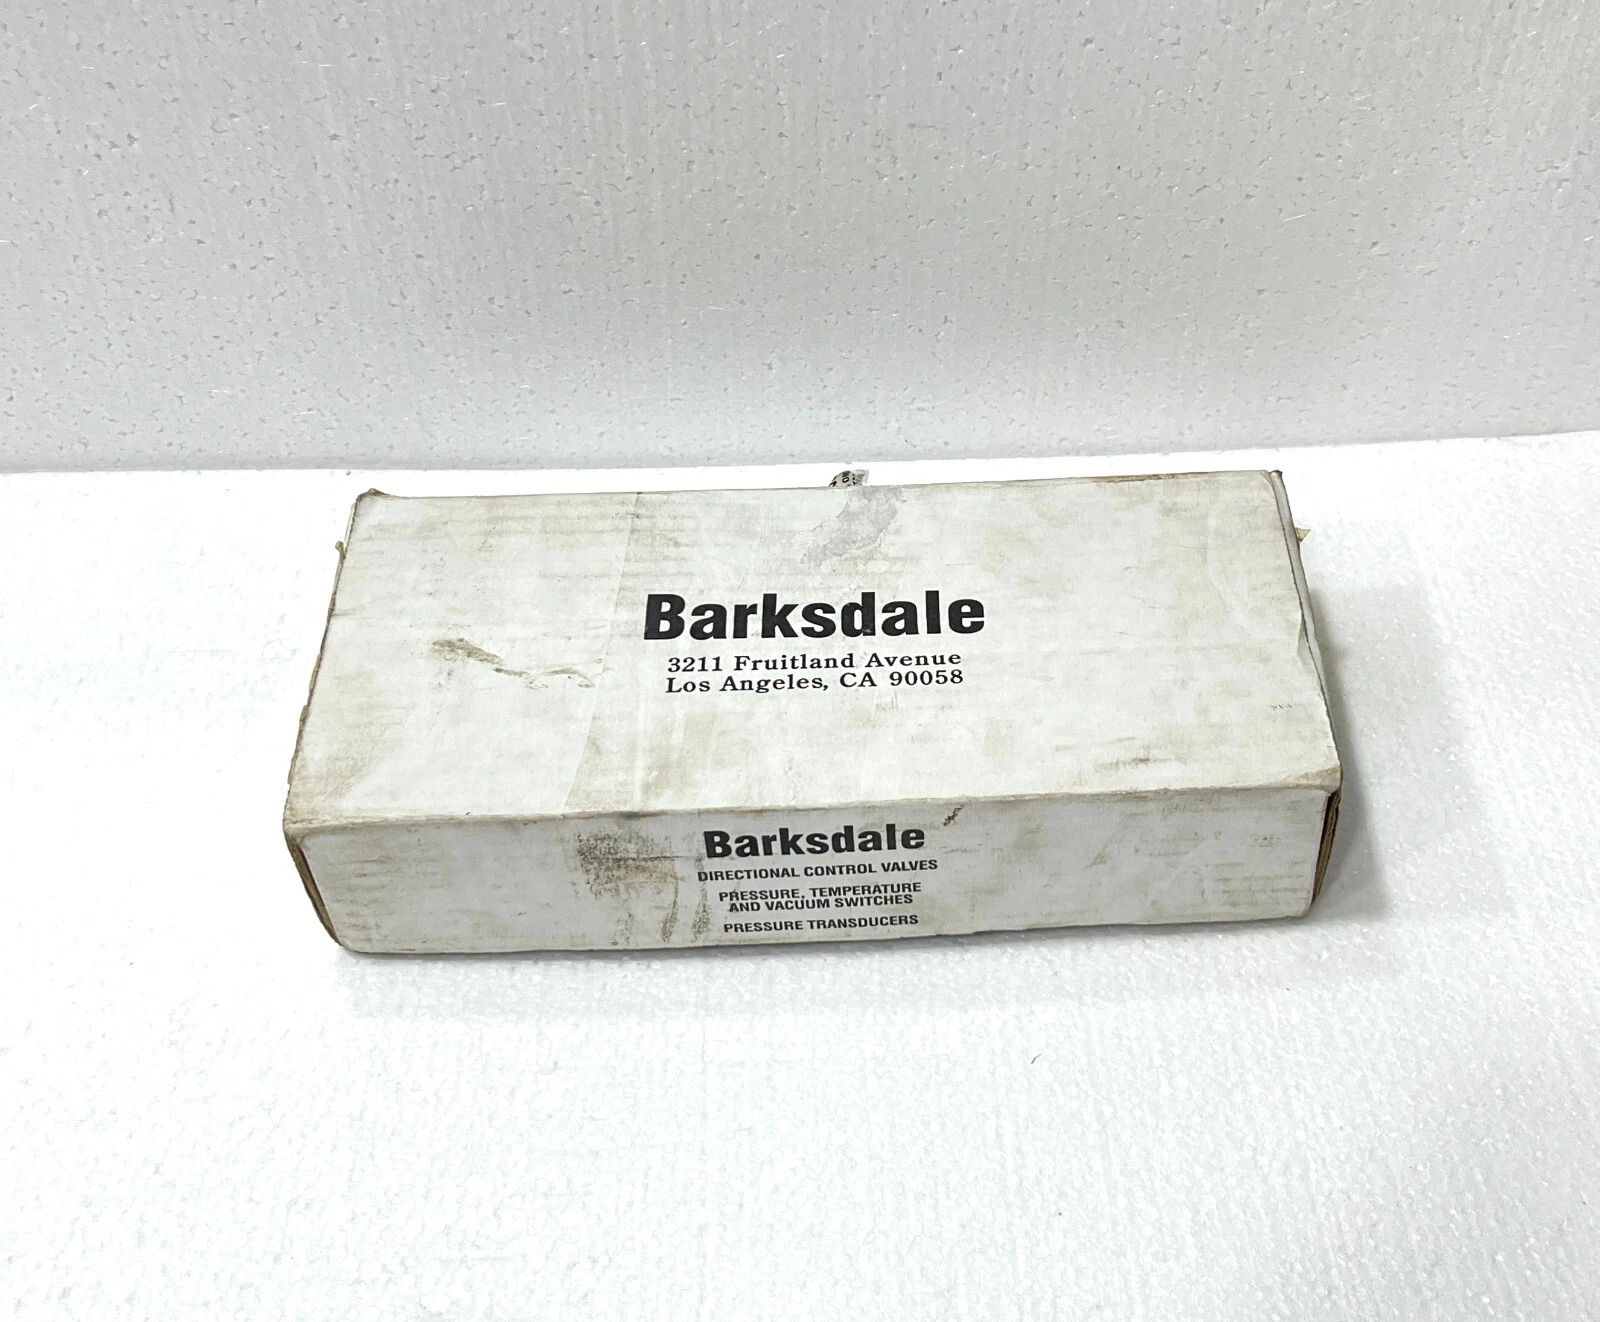 Barksdale
3211 Fruitland Avenue
Los Angeles, CA 90058
Barksdale
DIRECTIONAL CONTROL VALVES
PRESSURE, TEMPERATURE
AND VACUUM SWITCHES
PRESSURE TRANSDUCERS